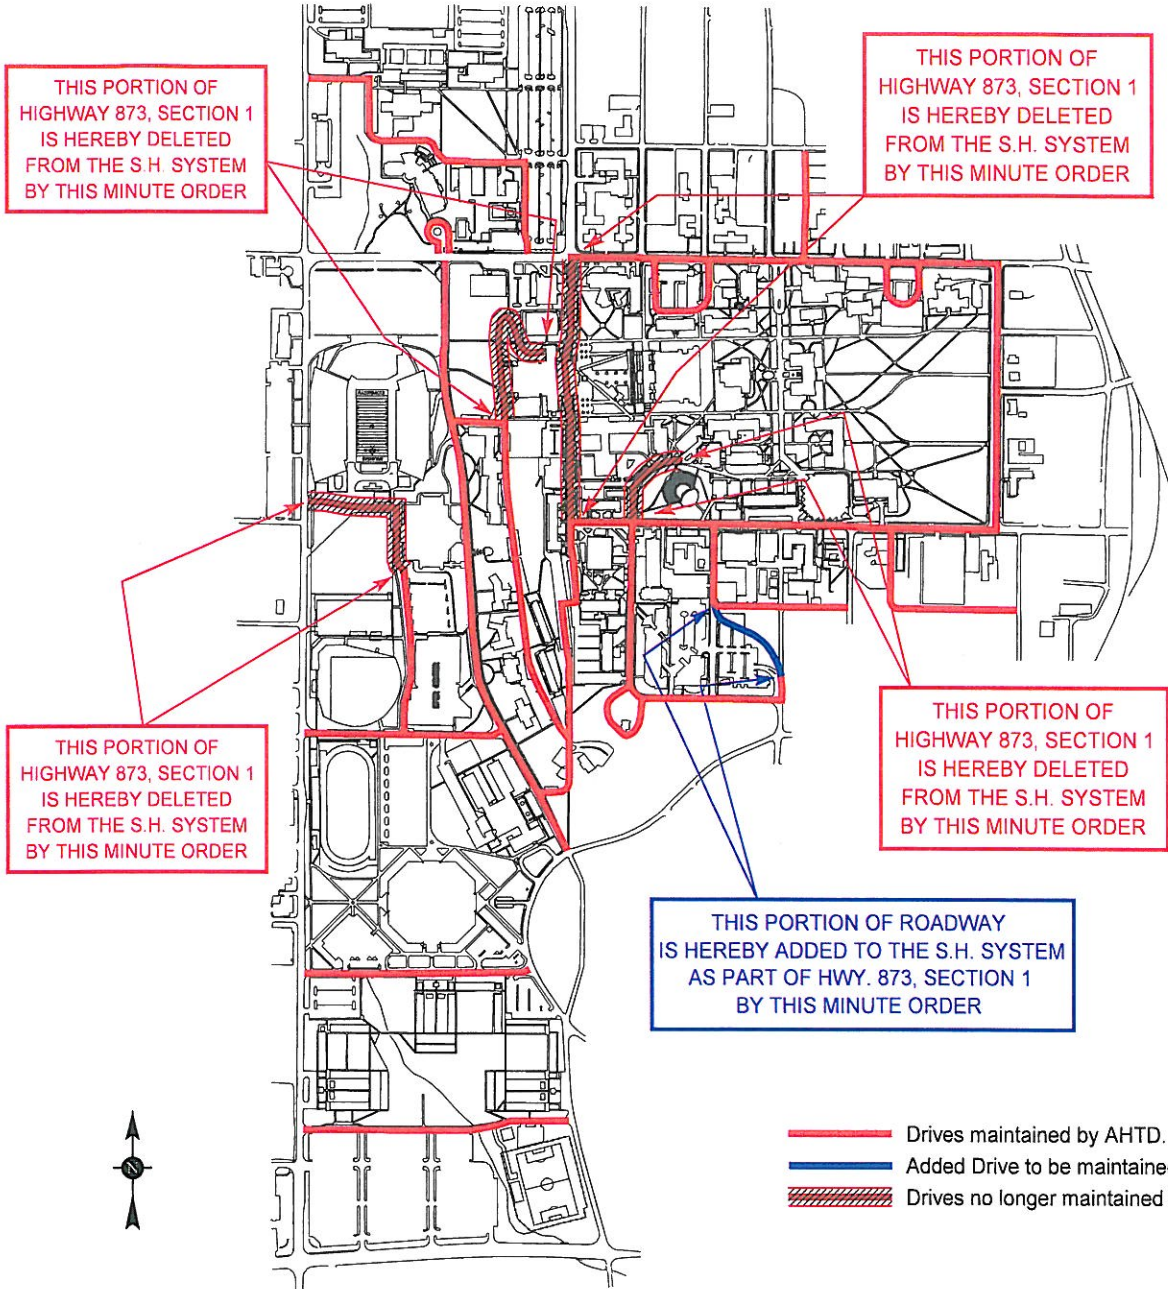 THIS PORTION OF
HIGHWAY 873, SECTION 1
IS HEREBY DELETED
FROM THE S.H. SYSTEM
BY THIS MINUTE ORDER
THIS PORTION OF
HIGHWAY 873, SECTION 1
IS HEREBY DELETED
FROM THE S.H. SYSTEM
BY THIS MINUTE ORDER
THIS PORTION OF
HIGHWAY 873, SECTION 1
IS HEREBY DELETED
FROM THE S.H. SYSTEM
BY THIS MINUTE ORDER
THIS PORTION OF
HIGHWAY 873, SECTION 1
IS HEREBY DELETED
FROM THE S.H. SYSTEM
BY THIS MINUTE ORDER
THIS PORTION OF ROADWAY
IS HEREBY ADDED TO THE S.H. SYSTEM
AS PART OF HWY. 873, SECTION 1
BY THIS MINUTE ORDER
N
Drives maintained by AHTD.
Added Drive to be maintaine
Drives no longer maintained